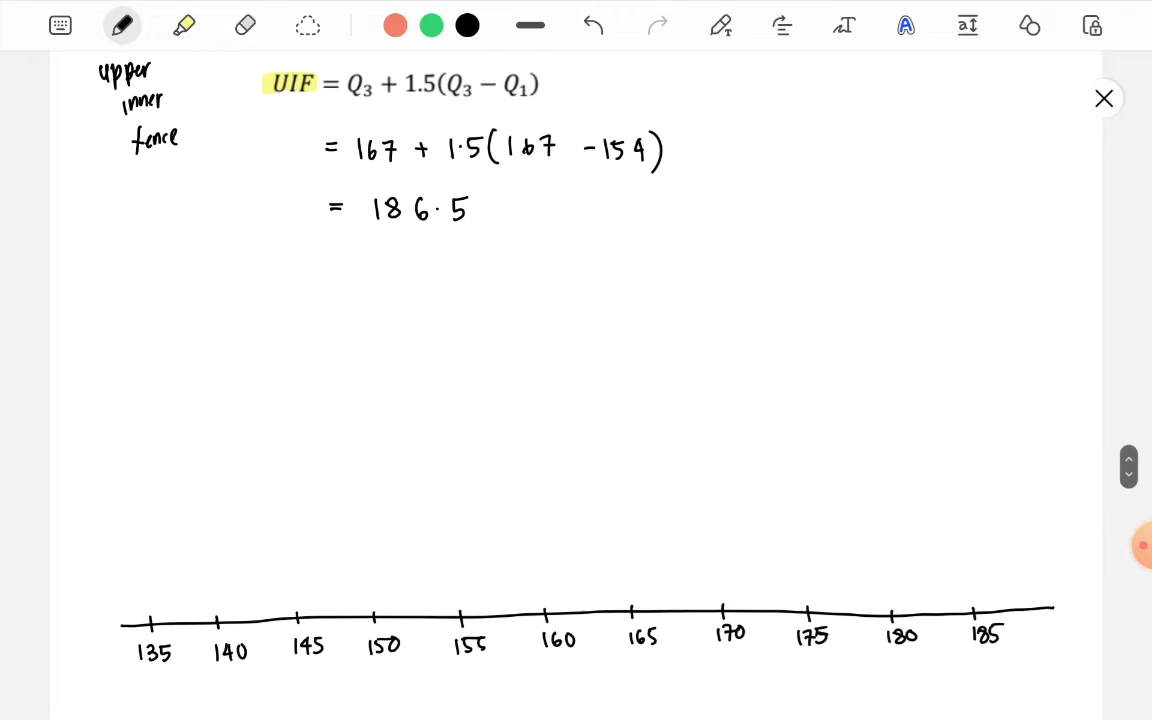 upper
inner
fence
UIF = Q₃ + 1.5(Q₃ − Q₁)
= 167 + 1.5(167 - 154)
= 186.5
135 140 145 150 155 160 165 170 175 180 185